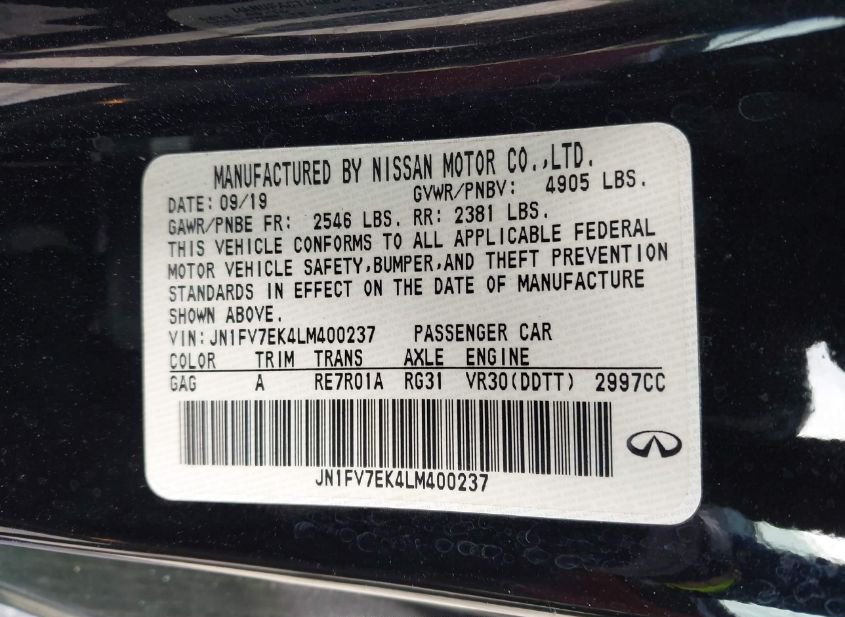 MANUFACTURED BY NISSAN MOTOR CO.,LTD.
DATE: 09/19 GVWR/PNBV: 4905 LBS.
GAWR/PNBE FR: 2546 LBS. RR: 2381 LBS.
THIS VEHICLE CONFORMS TO ALL APPLICABLE FEDERAL
MOTOR VEHICLE SAFETY,BUMPER,AND THEFT PREVENTION
STANDARDS IN EFFECT ON THE DATE OF MANUFACTURE
SHOWN ABOVE.
VIN:JN1FV7EK4LM400237 PASSENGER CAR
COLOR TRIM TRANS AXLE ENGINE
GAG A RE7R01A RG31 VR30(DDTT) 2997CC
JN1FV7EK4LM400237